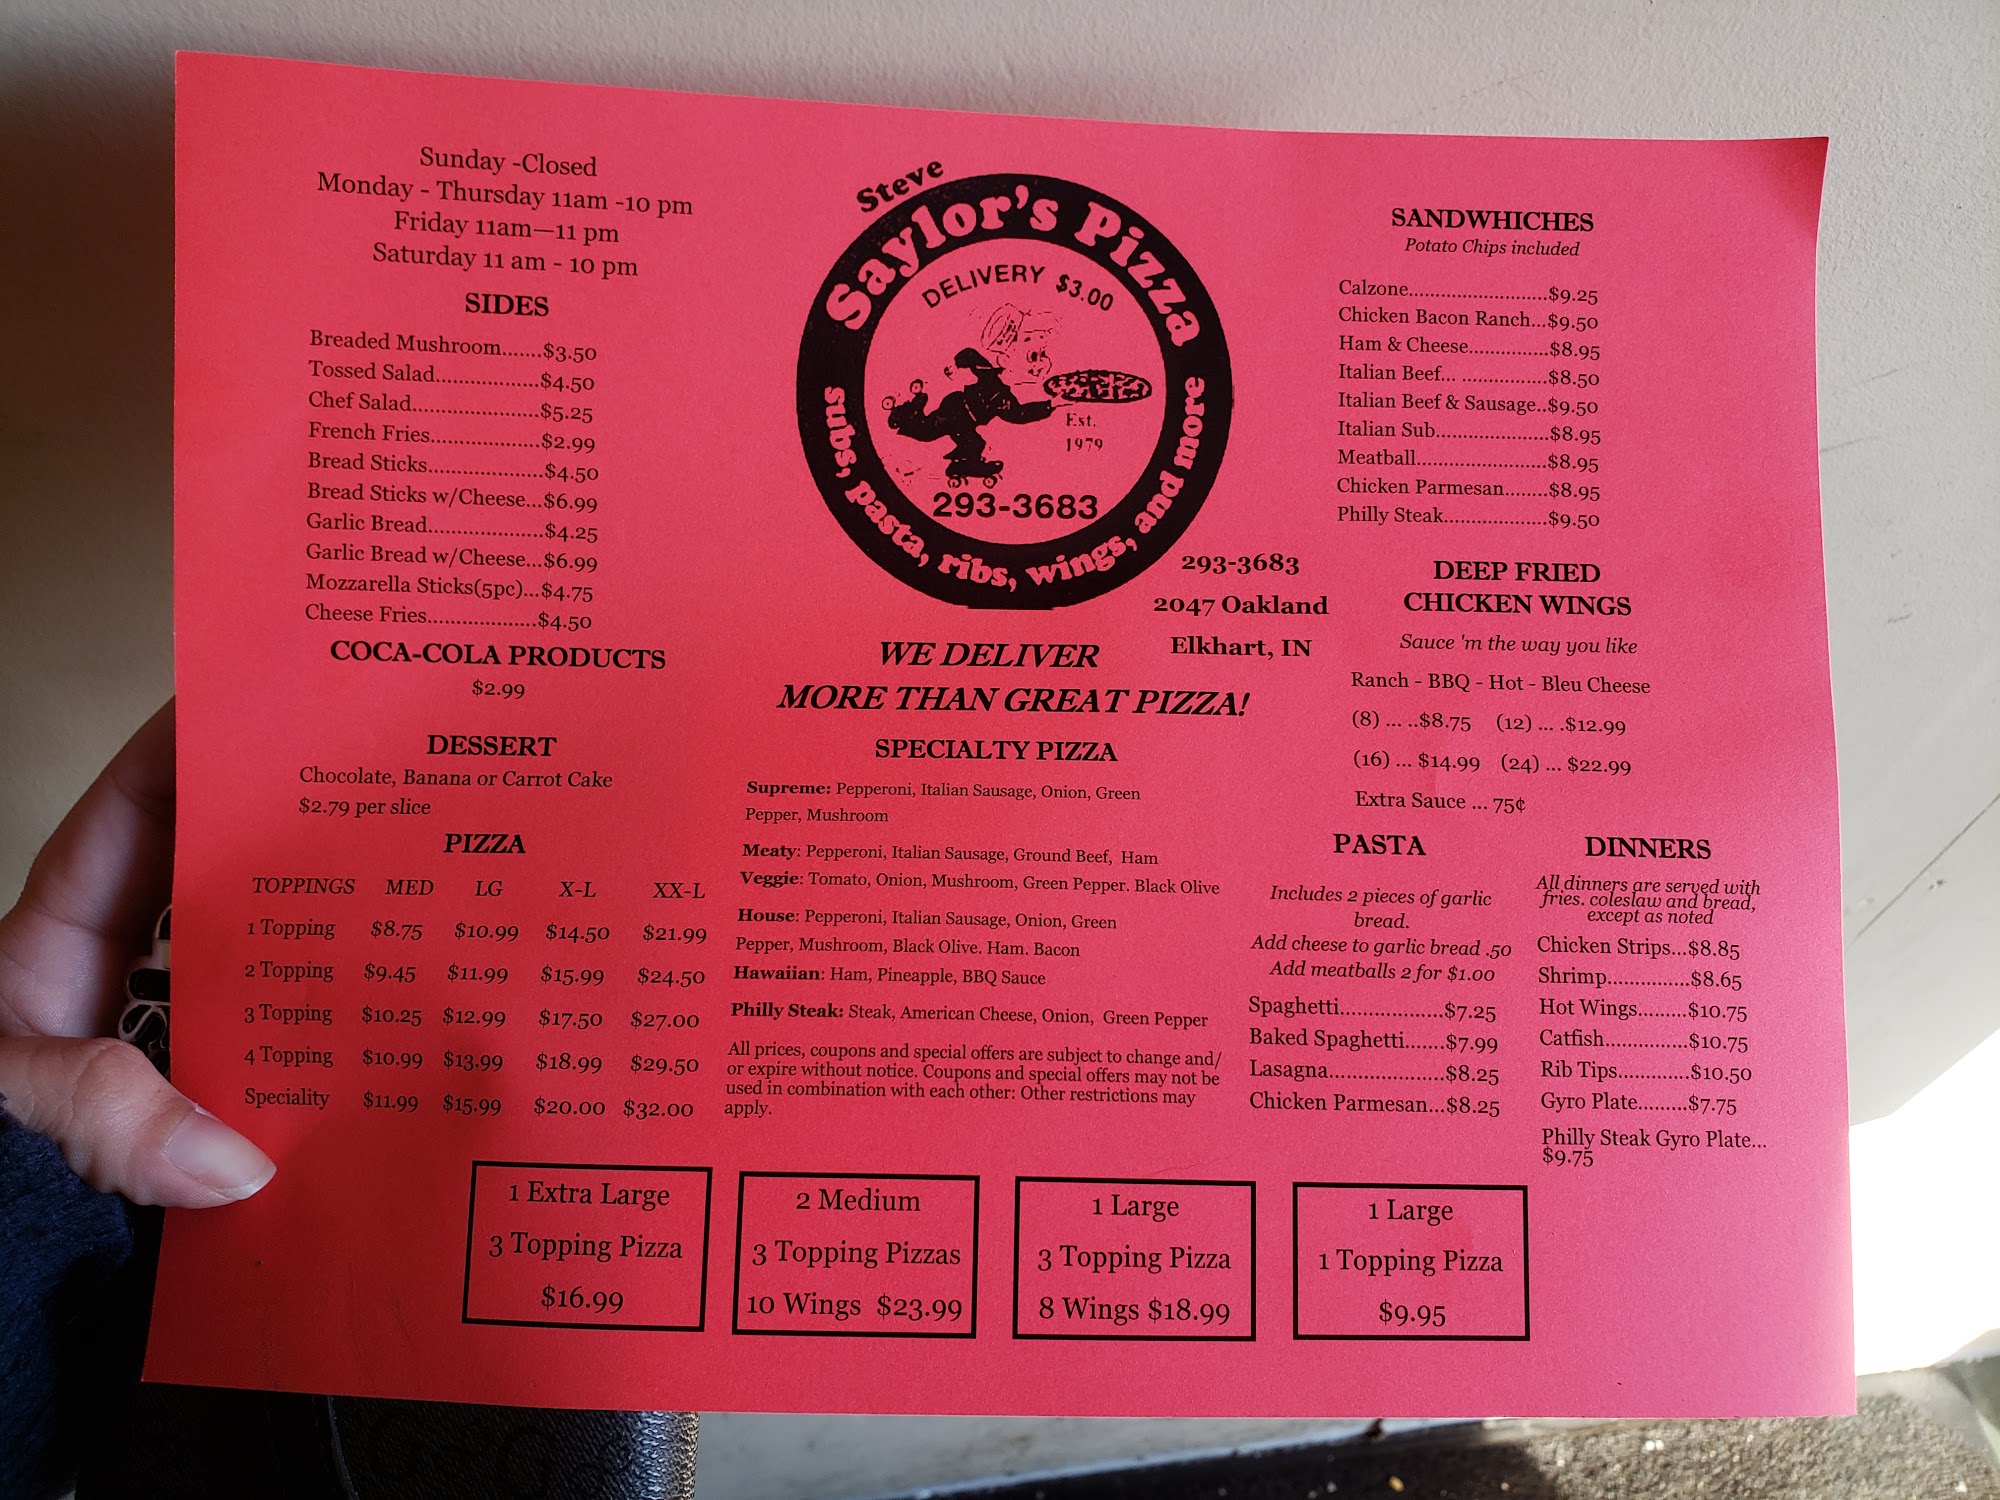 Sunday -Closed
Monday - Thursday 11am -10 pm
Friday 11am—11 pm
Saturday 11 am - 10 pm
SIDES
Breaded Mushroom.......$3.50
Tossed Salad..................$4.50
Chef Salad.....................$5.25
French Fries...................$2.99
Bread Sticks....................$4.50
Bread Sticks w/Cheese...$6.99
Garlic Bread....................$4.25
Garlic Bread w/Cheese...$6.99
Mozzarella Sticks(5pc)...$4.75
Cheese Fries...................$4.50
COCA-COLA PRODUCTS
$2.99
DESSERT
Chocolate, Banana or Carrot Cake
$2.79 per slice
PIZZA
TOPPINGS MED LG X-L XX-L
1 Topping $8.75 $10.99 $14.50 $21.99
2 Topping $9.45 $11.99 $15.99 $24.50
3 Topping $10.25 $12.99 $17.50 $27.00
4 Topping $10.99 $13.99 $18.99 $29.50
Speciality $11.99 $15.99 $20.00 $32.00
Steve
Saylor's Pizza
DELIVERY $3.00
Est.
1979
293-3683
subs, pasta, ribs, wings, and more
293-3683
2047 Oakland
Elkhart, IN
WE DELIVER
MORE THAN GREAT PIZZA!
SPECIALTY PIZZA
Supreme: Pepperoni, Italian Sausage, Onion, Green
Pepper, Mushroom
Meaty: Pepperoni, Italian Sausage, Ground Beef, Ham
Veggie: Tomato, Onion, Mushroom, Green Pepper. Black Olive
House: Pepperoni, Italian Sausage, Onion, Green
Pepper, Mushroom, Black Olive. Ham. Bacon
Hawaiian: Ham, Pineapple, BBQ Sauce
Philly Steak: Steak, American Cheese, Onion, Green Pepper
All prices, coupons and special offers are subject to change and/
or expire without notice. Coupons and special offers may not be
used in combination with each other: Other restrictions may
apply.
SANDWHICHES
Potato Chips included
Calzone..........................$9.25
Chicken Bacon Ranch...$9.50
Ham & Cheese...............$8.95
Italian Beef... ................$8.50
Italian Beef & Sausage..$9.50
Italian Sub.....................$8.95
Meatball........................$8.95
Chicken Parmesan........$8.95
Philly Steak...................$9.50
DEEP FRIED
CHICKEN WINGS
Sauce 'm the way you like
Ranch - BBQ - Hot - Bleu Cheese
(8) ... ..$8.75 (12) ... .$12.99
(16) ... $14.99 (24) ... $22.99
Extra Sauce ... 75¢
PASTA
Includes 2 pieces of garlic
bread.
Add cheese to garlic bread .50
Add meatballs 2 for $1.00
Spaghetti...................$7.25
Baked Spaghetti.......$7.99
Lasagna.....................$8.25
Chicken Parmesan...$8.25
DINNERS
All dinners are served with
fries. coleslaw and bread,
except as noted
Chicken Strips...$8.85
Shrimp...............$8.65
Hot Wings.........$10.75
Catfish...............$10.75
Rib Tips.............$10.50
Gyro Plate.........$7.75
Philly Steak Gyro Plate...
$9.75
1 Extra Large
3 Topping Pizza
$16.99
2 Medium
3 Topping Pizzas
10 Wings $23.99
1 Large
3 Topping Pizza
8 Wings $18.99
1 Large
1 Topping Pizza
$9.95